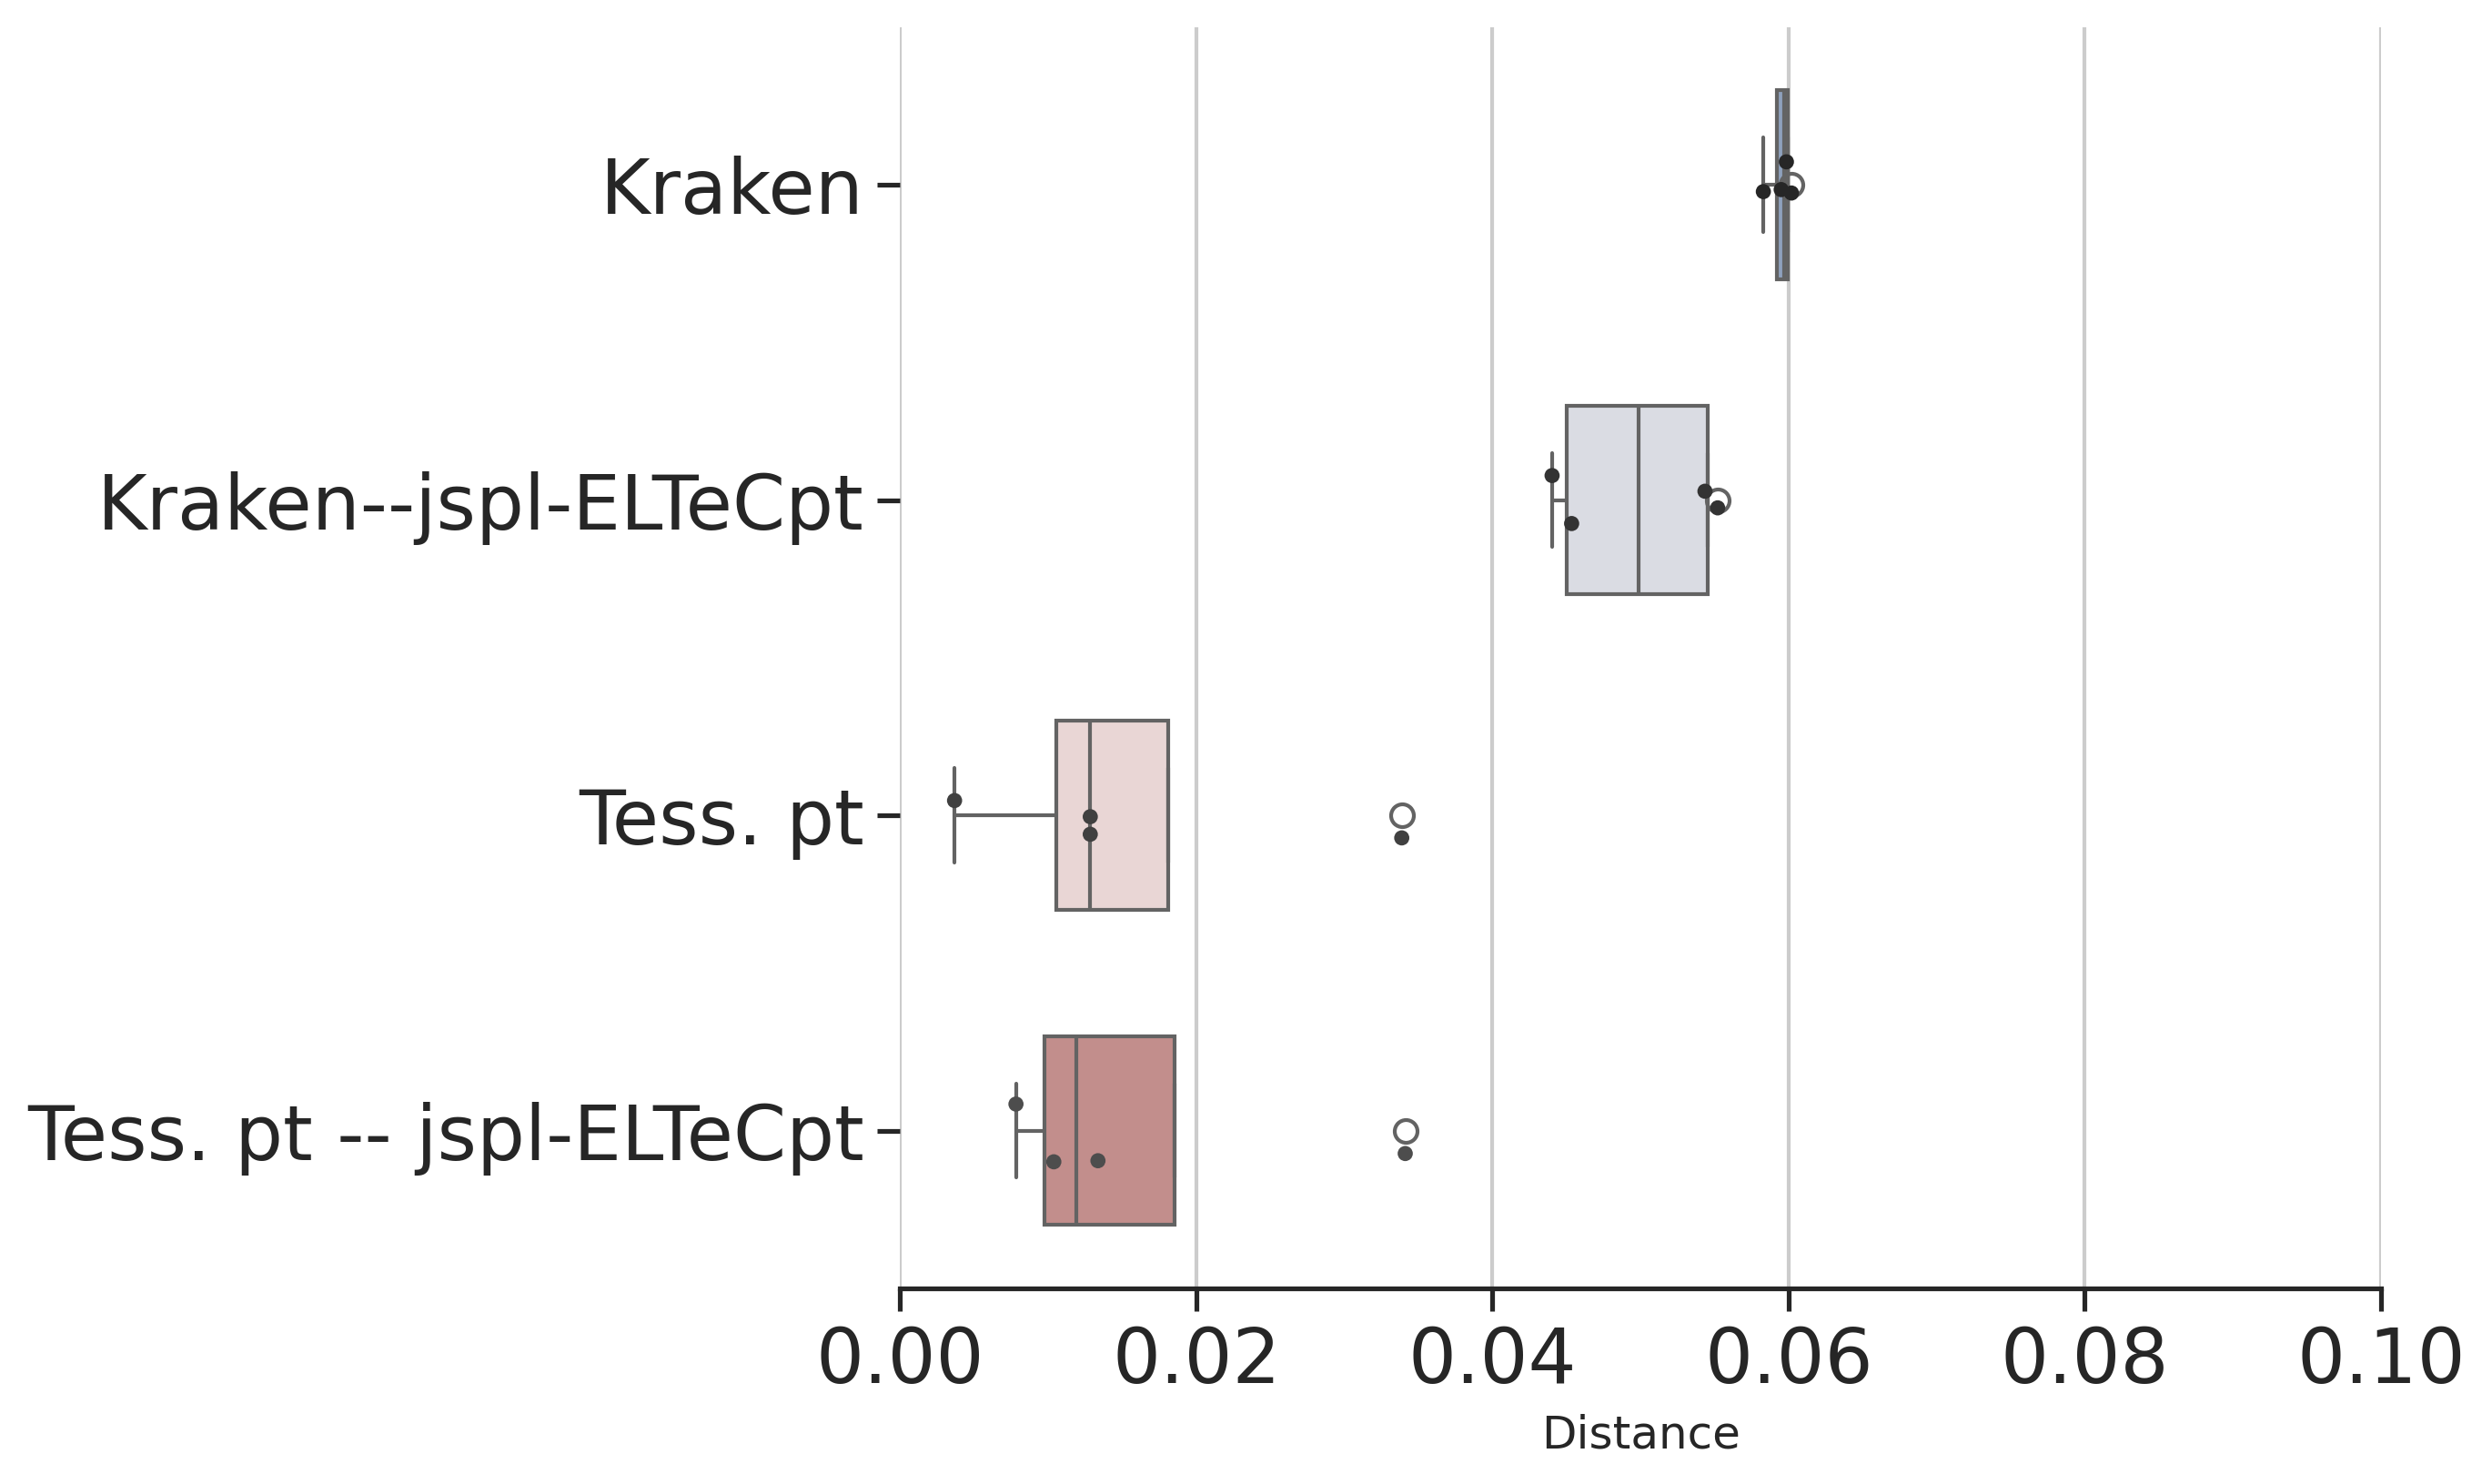 Kraken
Kraken--jspl-ELTeCpt
Tess. pt
Tess. pt -- jspl-ELTeCpt
0.00 0.02 0.04 0.06 0.08 0.10
Distance